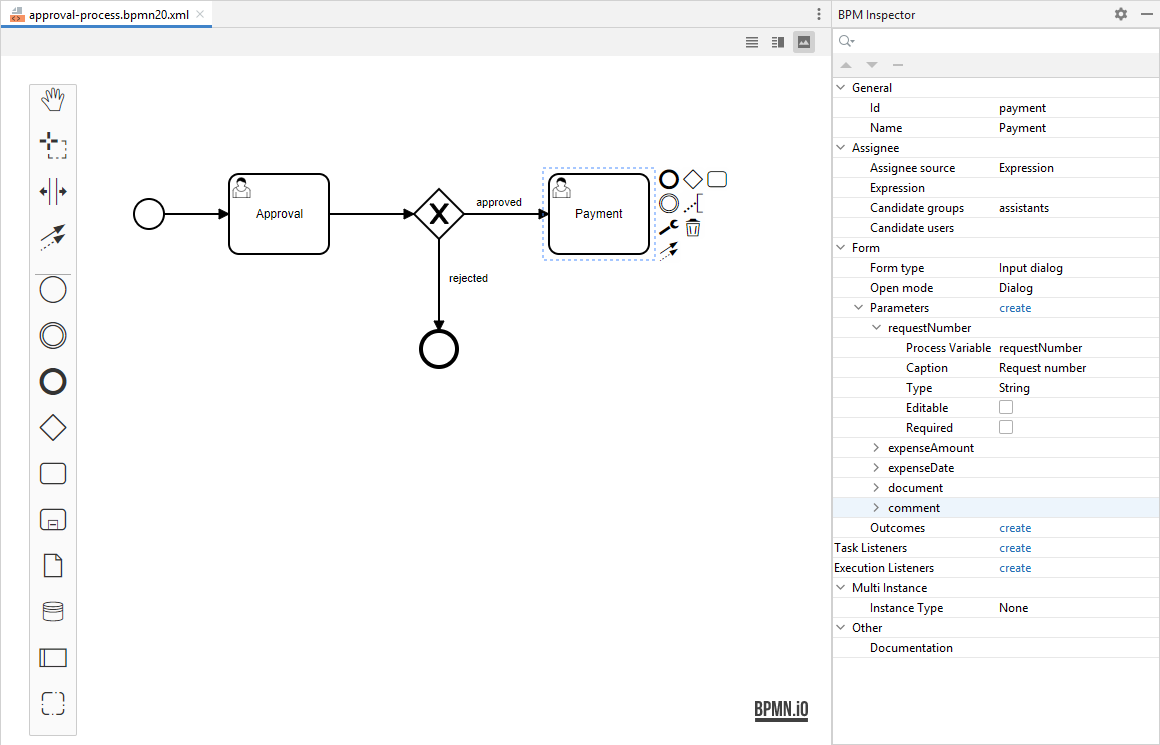 approval-process.bpmn20.xml
BPM Inspector
Approval
approved
Payment
rejected
BPMN.iO
General
Id payment
Name Payment
Assignee
Assignee source Expression
Expression
Candidate groups assistants
Candidate users
Form
Form type Input dialog
Open mode Dialog
Parameters create
requestNumber
Process Variable requestNumber
Caption Request number
Type String
Editable
Required
expenseAmount
expenseDate
document
comment
Outcomes create
Task Listeners create
Execution Listeners create
Multi Instance
Instance Type None
Other
Documentation